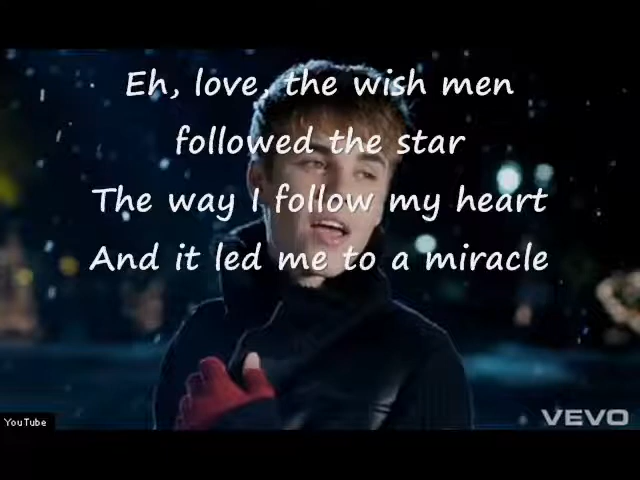 Eh, love, the wish men
followed the star
The way I follow my heart
And it led me to a miracle
YouTube
VEVO